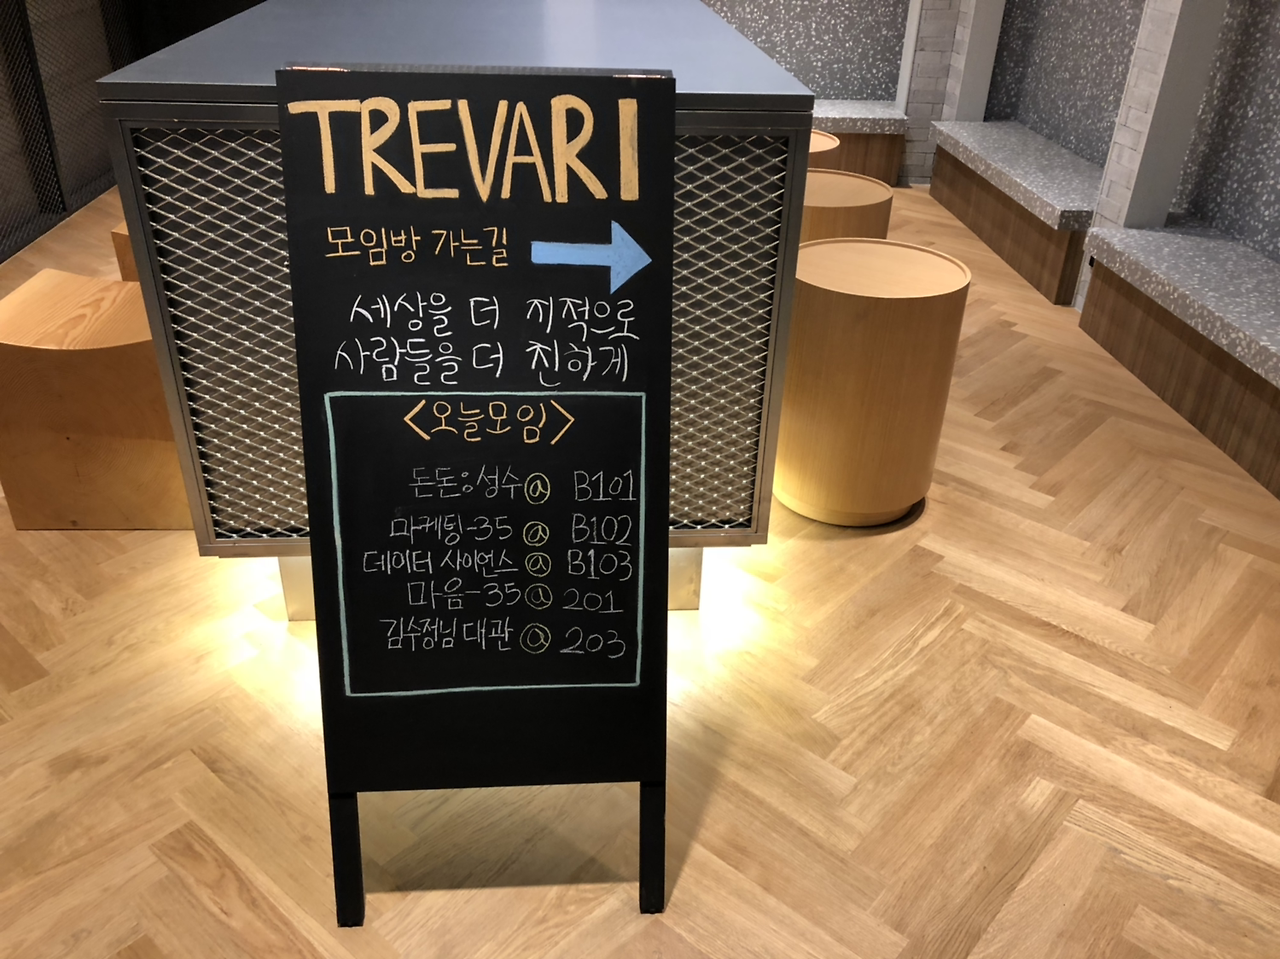 TREVARI
모임방 가는길 →
세상을 더 지적으로
사람들을 더 친하게
<오늘모임>
돈돈:성수 @ B101
마케팅-35 @ B102
데이터 사이언스 @ B103
마음-35 @ 201
김수정님 대관 @ 203